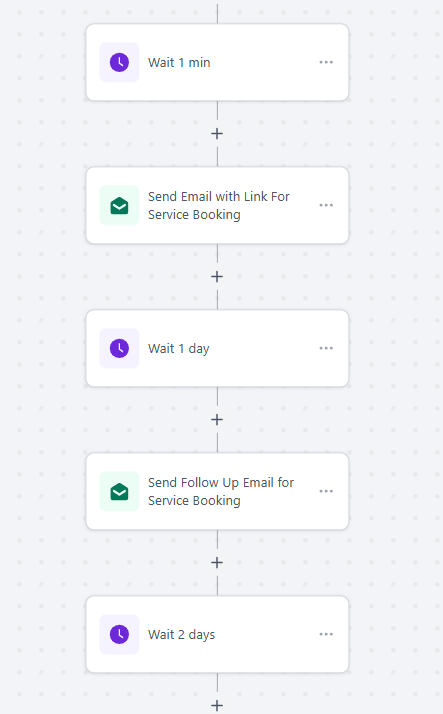 Wait 1 min
Send Email with Link For
Service Booking
Wait 1 day
Send Follow Up Email for
Service Booking
Wait 2 days